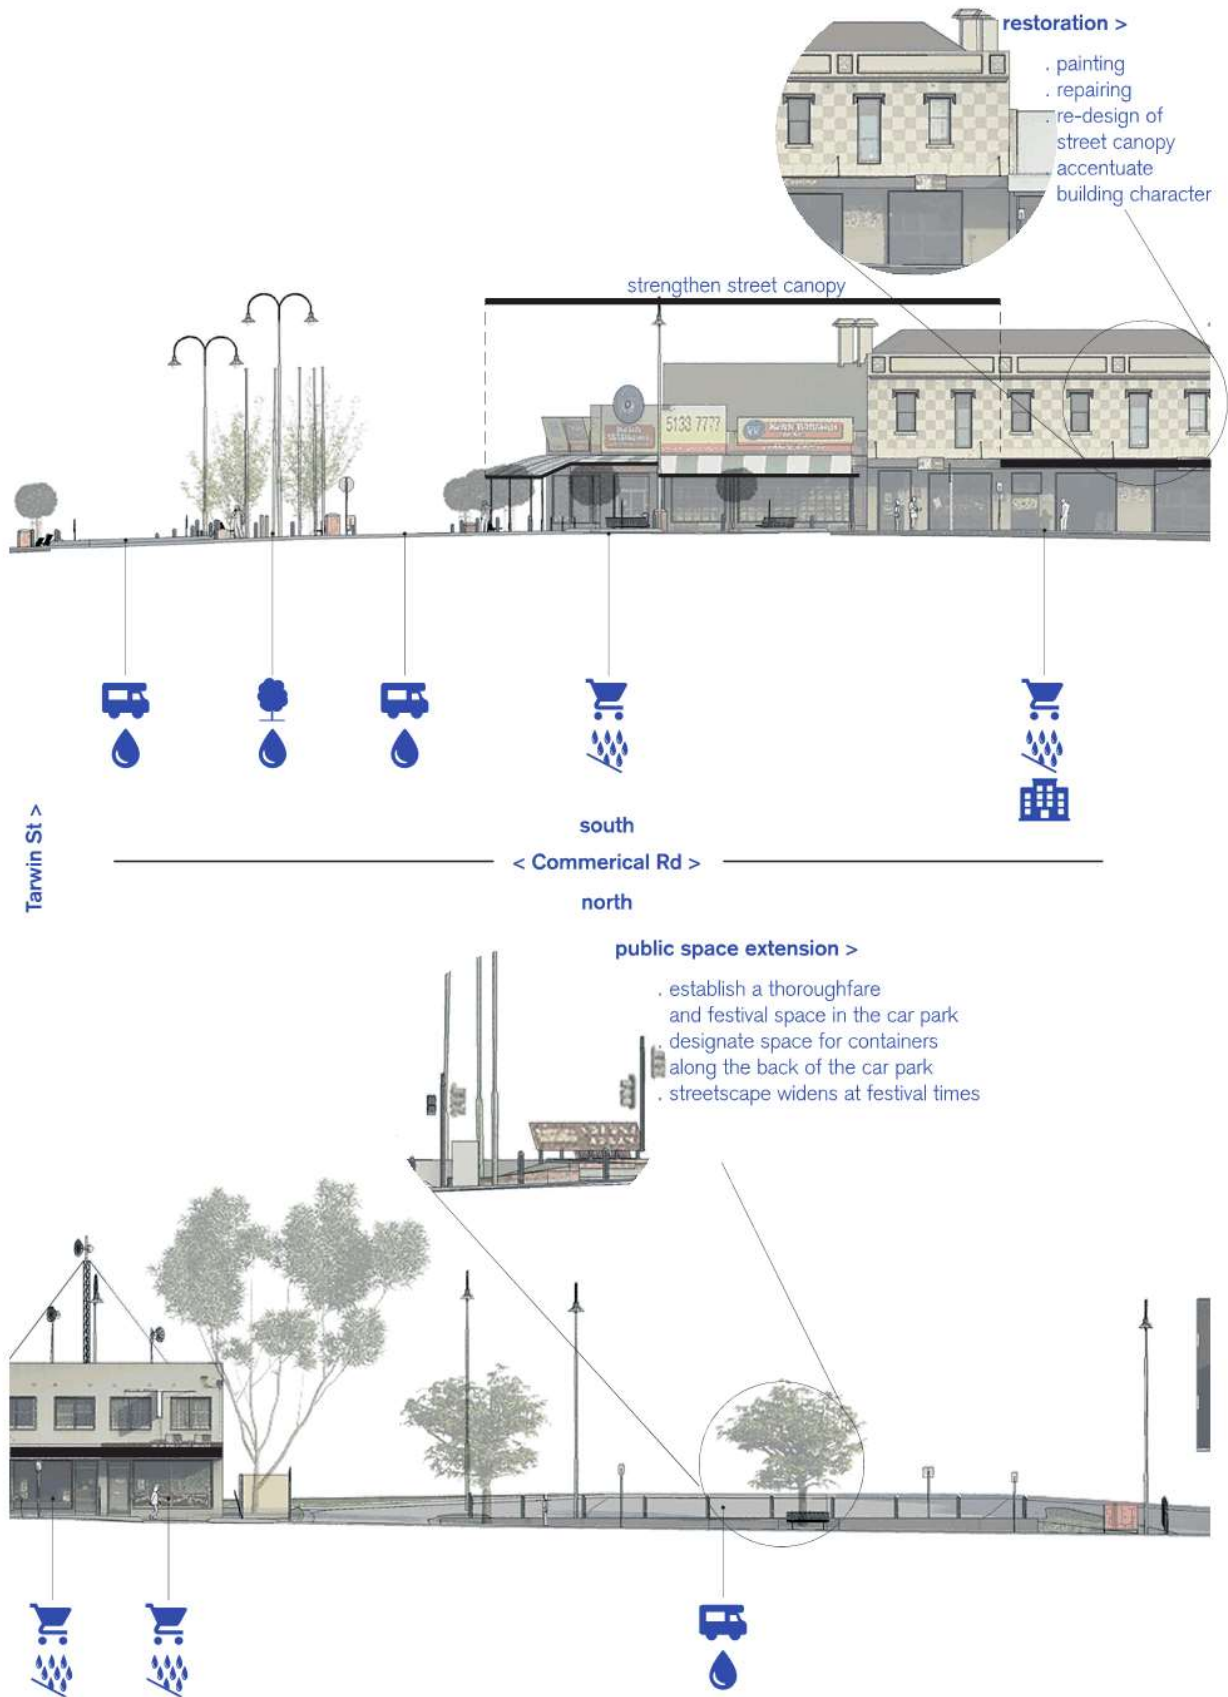 restoration >
. painting
. repairing
. re-design of
street canopy
. accentuate
building character
strengthen street canopy
5133 7777
Tarwin St >
south
< Commerical Rd >
north
public space extension >
. establish a thoroughfare
and festival space in the car park
. designate space for containers
along the back of the car park
. streetscape widens at festival times